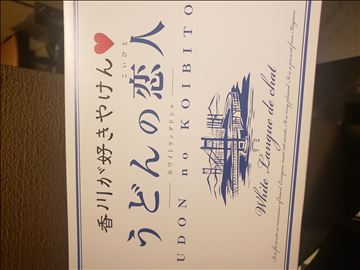 香川が好きやけん
こいびと
うどんの恋人
ホワイトラングドシャ
UDON no KOIBITO
White Langue de chat